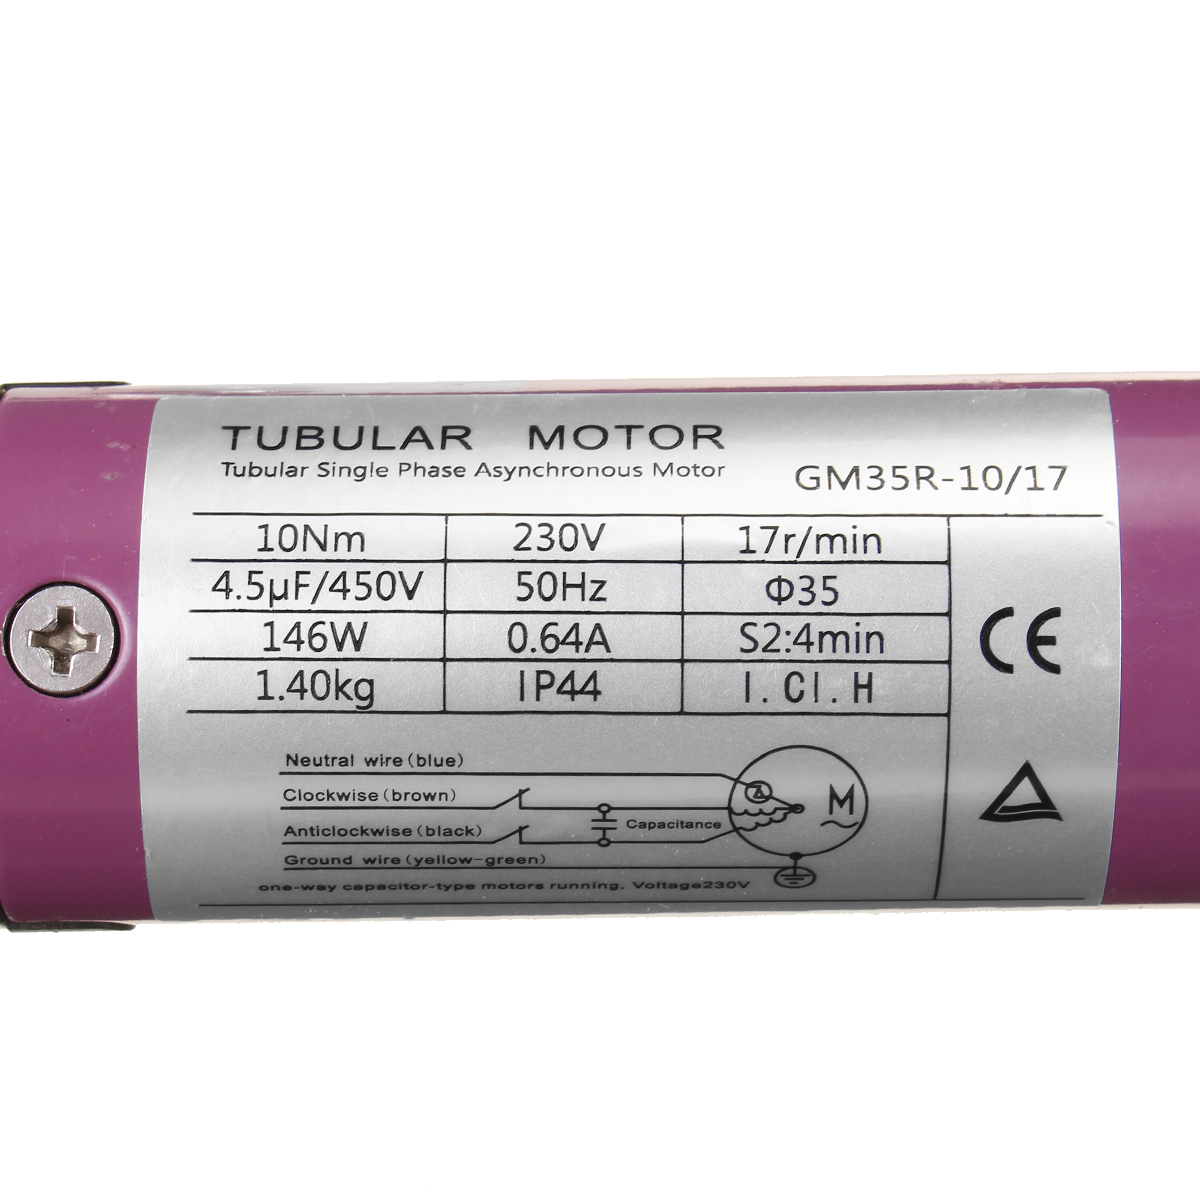 TUBULAR MOTOR
Tubular Single Phase Asynchronous Motor
GM35R-10/17
10Nm 230V 17r/min
4.5μF/450V 50Hz Φ35
146W 0.64A S2:4min
1.40kg IP44 I.Cl.H
CE
Neutral wire(blue)
Clockwise(brown)
Anticlockwise(black)
Capacitance
M
Ground wire(yellow-green)
one-way capacitor-type motors running. Voltage230V